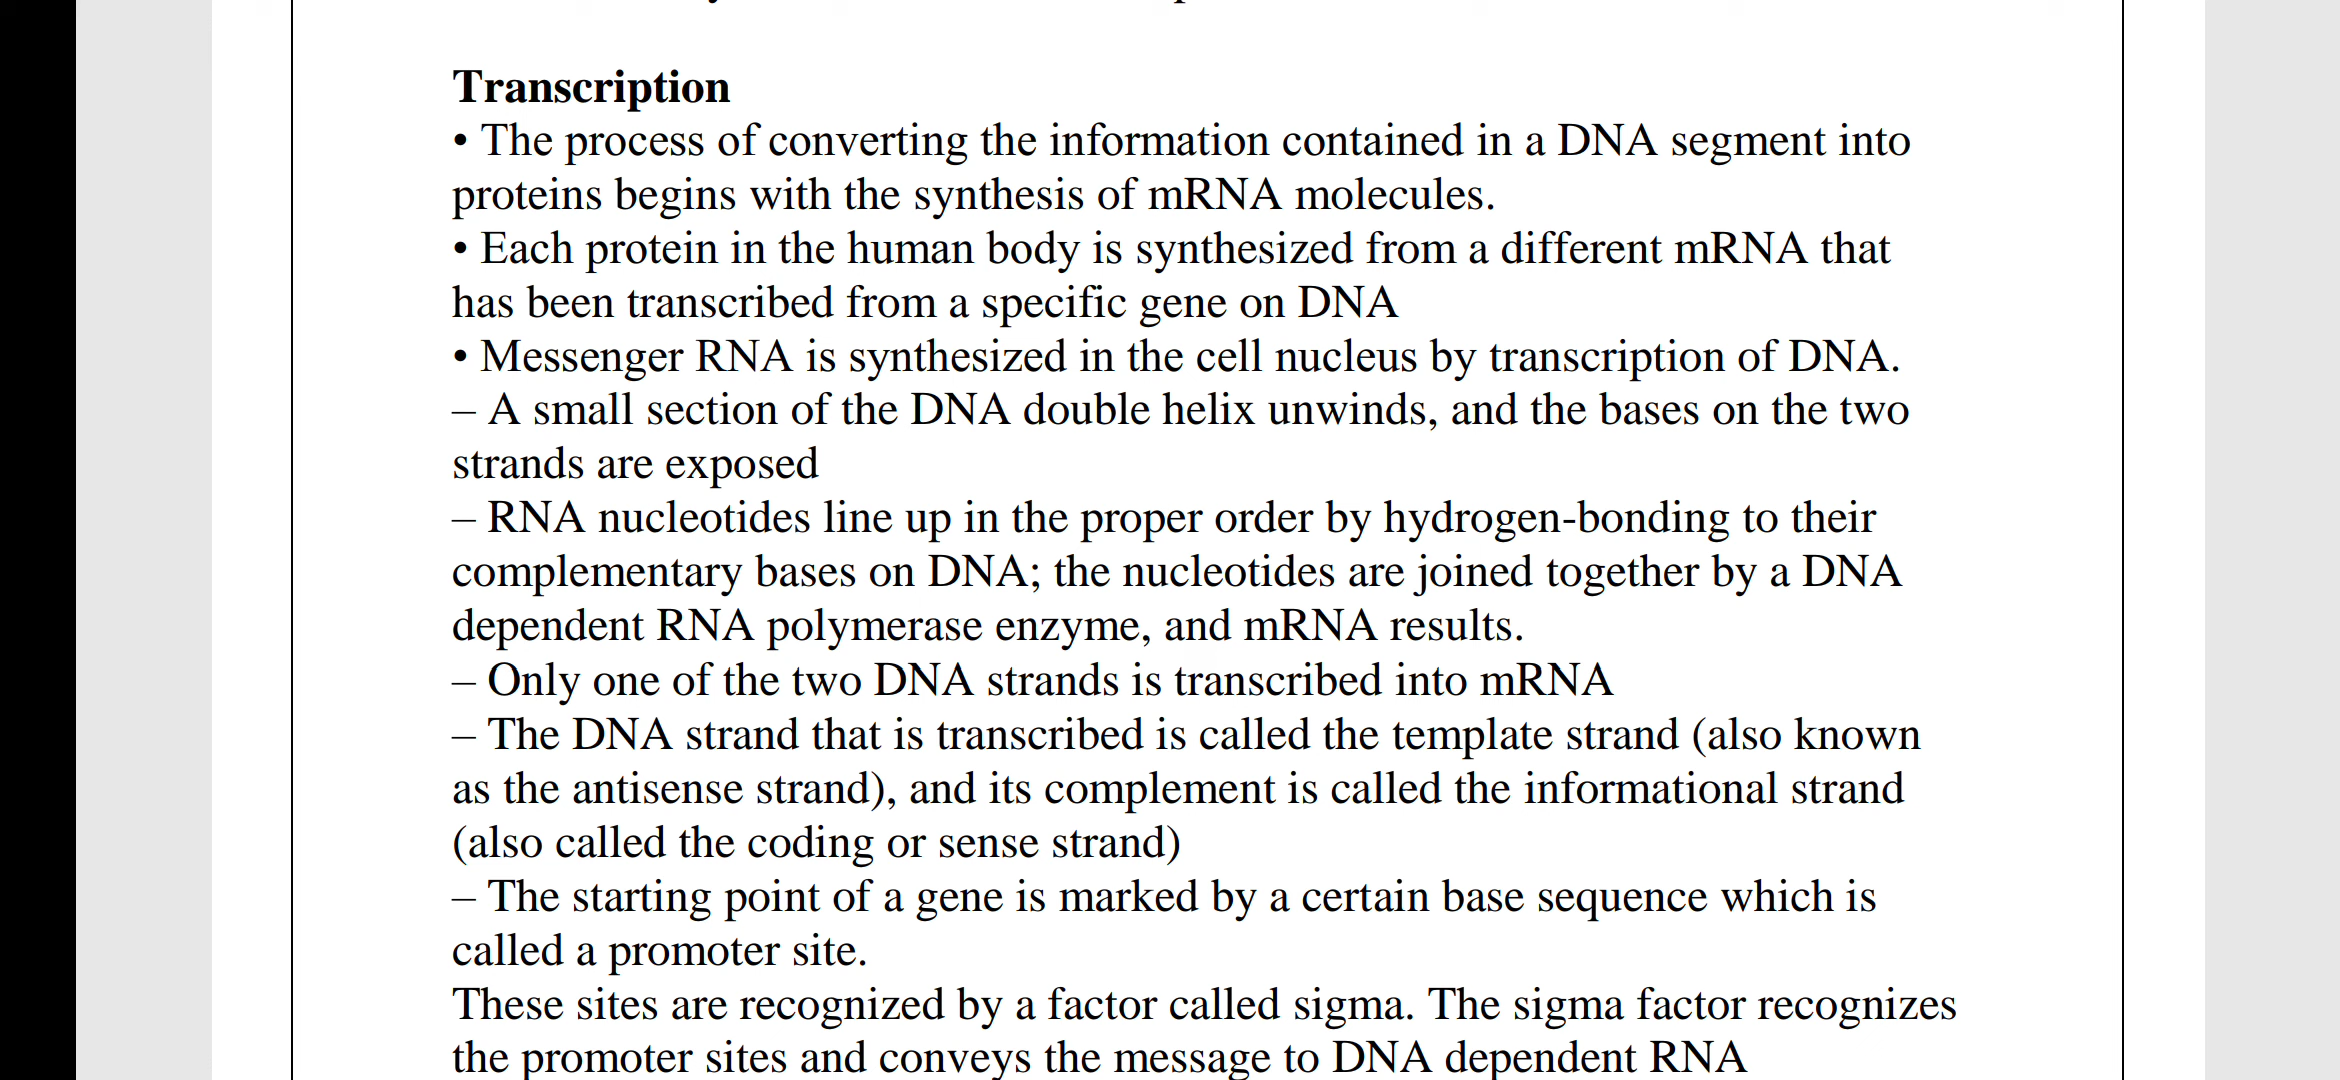 Transcription
• The process of converting the information contained in a DNA segment into
proteins begins with the synthesis of mRNA molecules.
• Each protein in the human body is synthesized from a different mRNA that
has been transcribed from a specific gene on DNA
• Messenger RNA is synthesized in the cell nucleus by transcription of DNA.
– A small section of the DNA double helix unwinds, and the bases on the two
strands are exposed
– RNA nucleotides line up in the proper order by hydrogen-bonding to their
complementary bases on DNA; the nucleotides are joined together by a DNA
dependent RNA polymerase enzyme, and mRNA results.
– Only one of the two DNA strands is transcribed into mRNA
– The DNA strand that is transcribed is called the template strand (also known
as the antisense strand), and its complement is called the informational strand
(also called the coding or sense strand)
– The starting point of a gene is marked by a certain base sequence which is
called a promoter site.
These sites are recognized by a factor called sigma. The sigma factor recognizes
the promoter sites and conveys the message to DNA dependent RNA